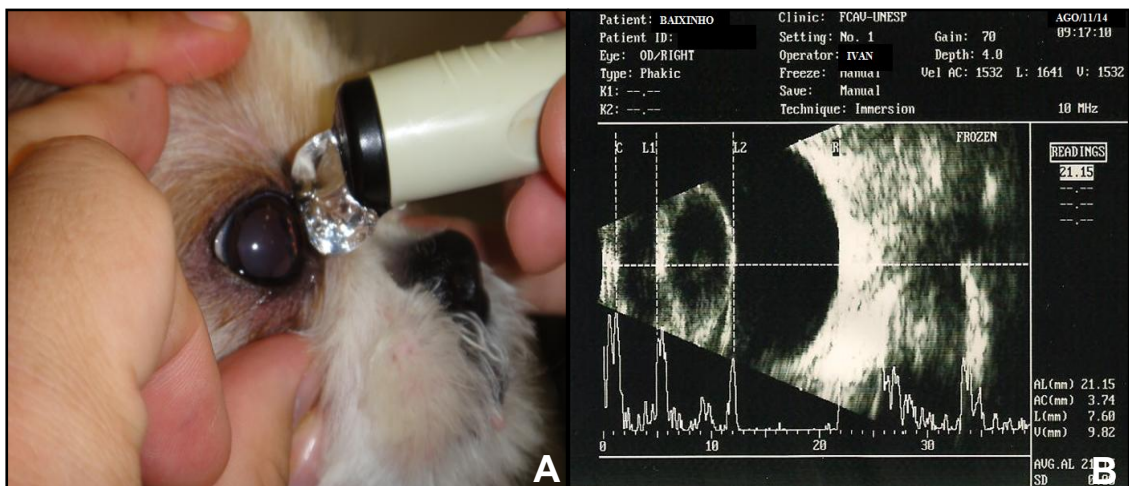 A
Patient: BAIXINHO Clinic: FCAV-UNESP AGO/11/14
Patient ID: Setting: No. 1 Gain: 70 09:17:10
Eye: OD/RIGHT Operator: IVAN Depth: 4.0
Type: Phakic Freeze: Manual Vel AC: 1532 L: 1641 V: 1532
K1: --.-- Save: Manual
K2: --.-- Technique: Immersion 10 MHz
C L1 L2 R FROZEN
READINGS
21.15
--.--
--.--
--.--
AL(mm) 21.15
AC(mm) 3.74
L(mm) 7.60
V(mm) 9.82
0 10 20 30
AVG.AL
SD
B